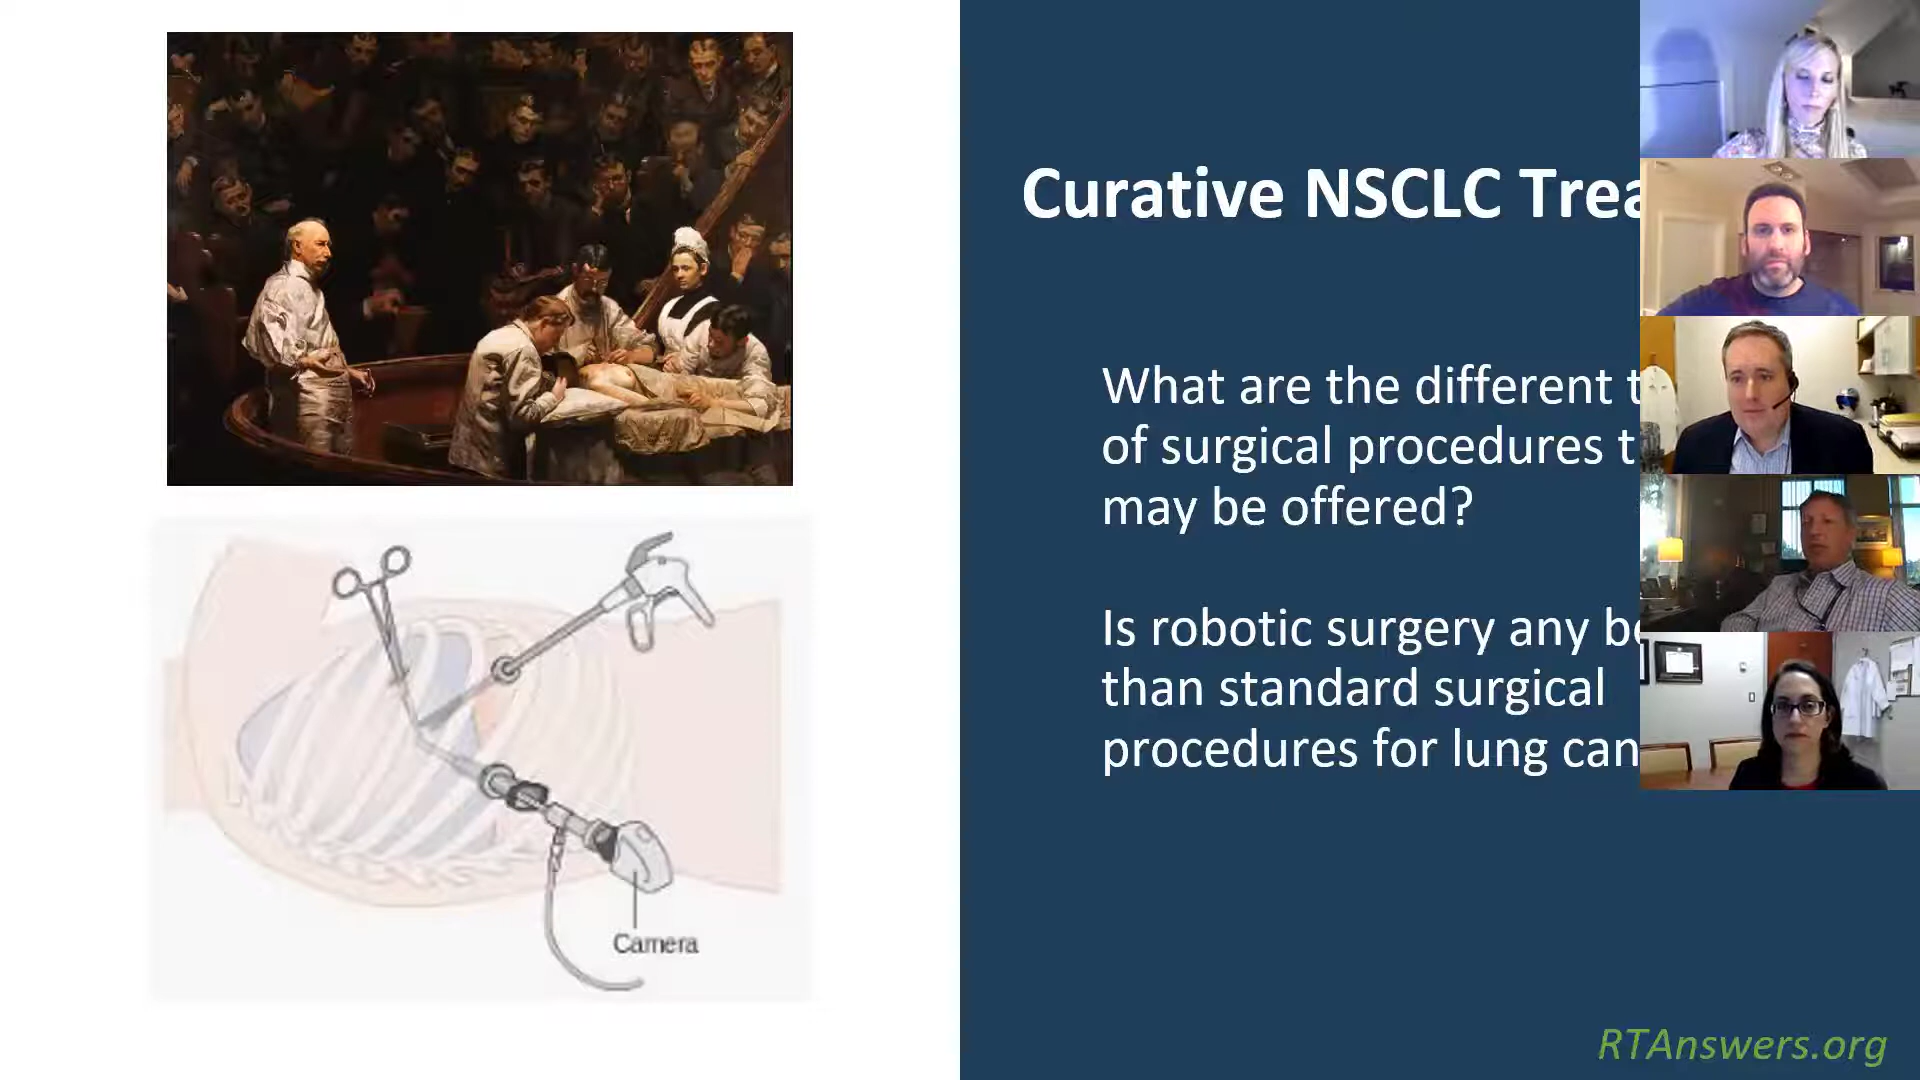 Curative NSCLC Trea
What are the different t
of surgical procedures t
may be offered?
Is robotic surgery any be
than standard surgical
procedures for lung can
Camera
RTAnswers.org